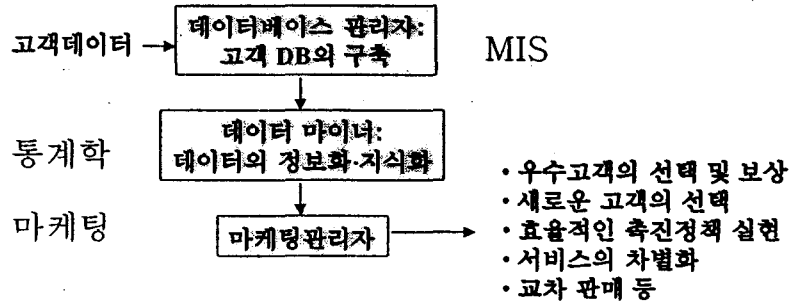 고객데이터
데이터베이스 관리자:
고객 DB의 구축
MIS
통계학
데이터 마이너:
데이터의 정보화·지식화
마케팅
마케팅관리자
• 우수고객의 선택 및 보상
• 새로운 고객의 선택
• 효율적인 촉진정책 실현
• 서비스의 차별화
• 교차 판매 등